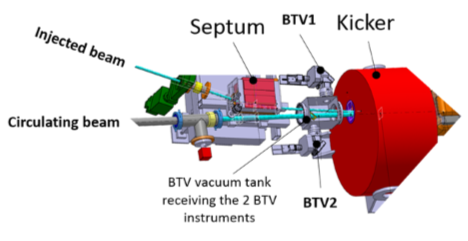 Septum
BTV1
Kicker
Injected beam
Circulating beam
BTV vacuum tank
receiving the 2 BTV
instruments
BTV2